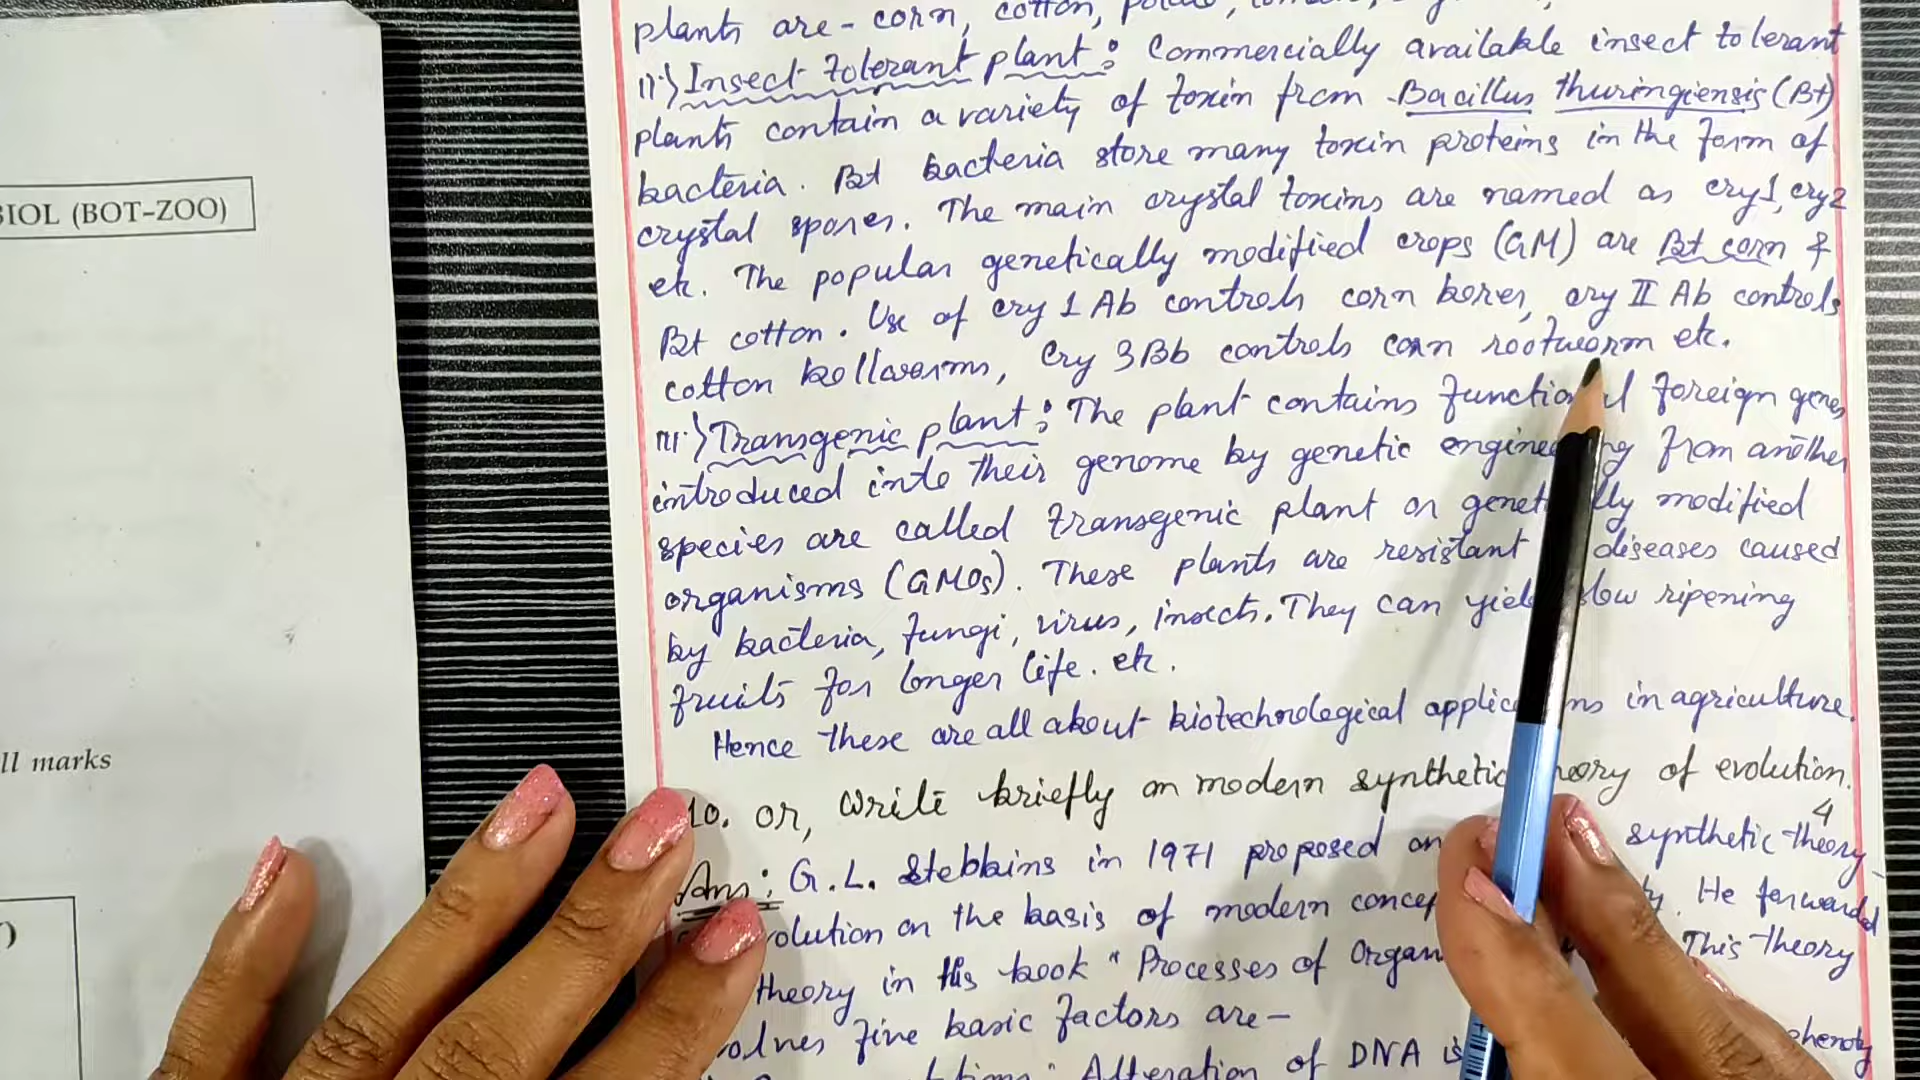 BIOL (BOT-ZOO)
ll marks
plants are - corn, cotton,
ii) Insect tolerant plant: Commercially available insect tolerant
plants contain a variety of toxin from Bacillus thuringiensis (Bt)
bacteria. Bt bacteria store many toxin proteins in the form of
crystal spores. The main crystal toxins are named as cry1, cry2
etc. The popular genetically modified crops (GM) are Bt corn &
Bt cotton. Use of cry 1 Ab controls corn borer, cry II Ab controls
cotton bollworms, Cry 3Bb controls corn rootworm etc.
iii) Transgenic plant: The plant contains functional foreign genes
introduced into their genome by genetic engineering from another
species are called transgenic plant or genetically modified
organisms (GMOs). These plants are resistant diseases caused
by bacteria, fungi, virus, insects. They can yield slow ripening
fruits for longer life. etc.
Hence these are all about biotechnological applications in agriculture.
10. or, Write briefly on modern synthetic theory of evolution.
4
Ans: G.L. Stebbins in 1971 proposed on synthetic theory
volution on the basis of modern concep He forwarded
theory in his book "Processes of Organ This theory
volves five basic factors are-
Alteration of DNA is phenoty